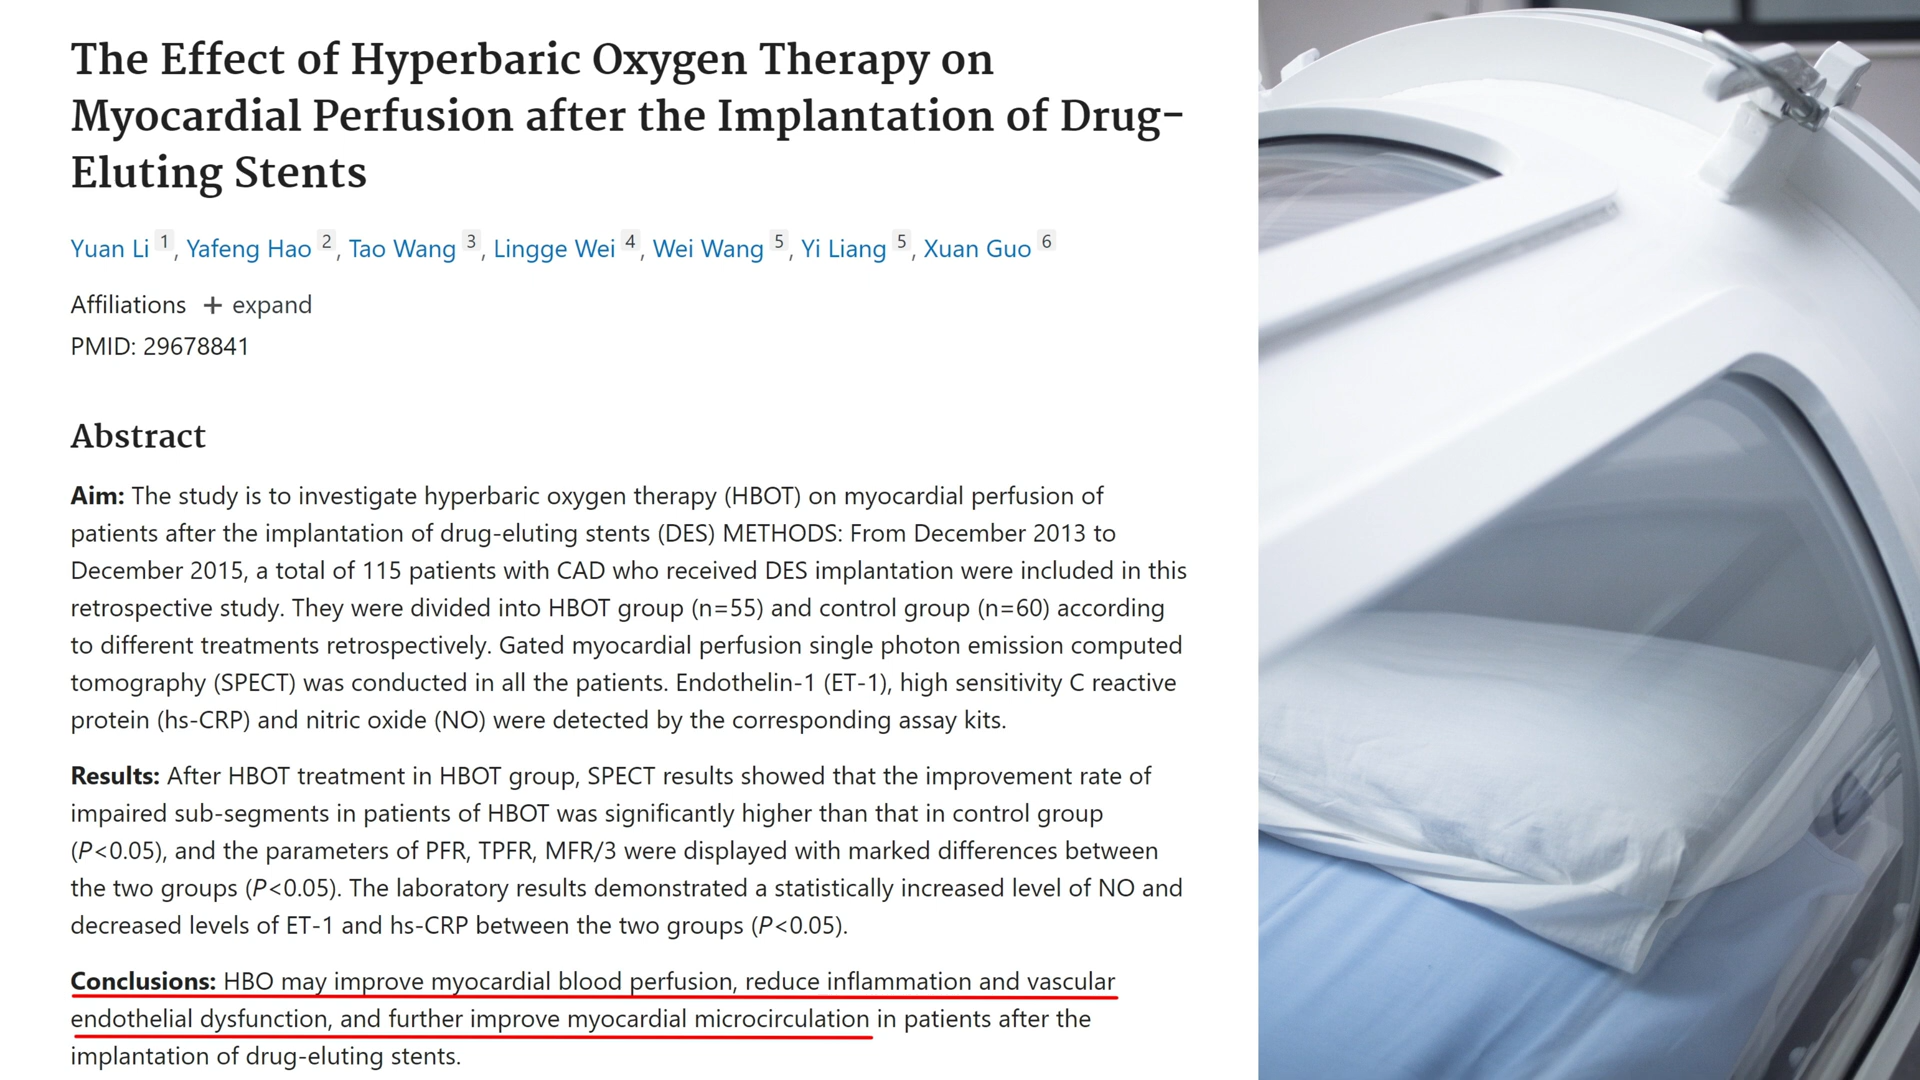 The Effect of Hyperbaric Oxygen Therapy on
Myocardial Perfusion after the Implantation of Drug-
Eluting Stents
Yuan Li 1, Yafeng Hao 2, Tao Wang 3, Lingge Wei 4, Wei Wang 5, Yi Liang 5, Xuan Guo 6
Affiliations + expand
PMID: 29678841
Abstract
Aim: The study is to investigate hyperbaric oxygen therapy (HBOT) on myocardial perfusion of
patients after the implantation of drug-eluting stents (DES) METHODS: From December 2013 to
December 2015, a total of 115 patients with CAD who received DES implantation were included in this
retrospective study. They were divided into HBOT group (n=55) and control group (n=60) according
to different treatments retrospectively. Gated myocardial perfusion single photon emission computed
tomography (SPECT) was conducted in all the patients. Endothelin-1 (ET-1), high sensitivity C reactive
protein (hs-CRP) and nitric oxide (NO) were detected by the corresponding assay kits.
Results: After HBOT treatment in HBOT group, SPECT results showed that the improvement rate of
impaired sub-segments in patients of HBOT was significantly higher than that in control group
(P<0.05), and the parameters of PFR, TPFR, MFR/3 were displayed with marked differences between
the two groups (P<0.05). The laboratory results demonstrated a statistically increased level of NO and
decreased levels of ET-1 and hs-CRP between the two groups (P<0.05).
Conclusions: HBO may improve myocardial blood perfusion, reduce inflammation and vascular
endothelial dysfunction, and further improve myocardial microcirculation in patients after the
implantation of drug-eluting stents.